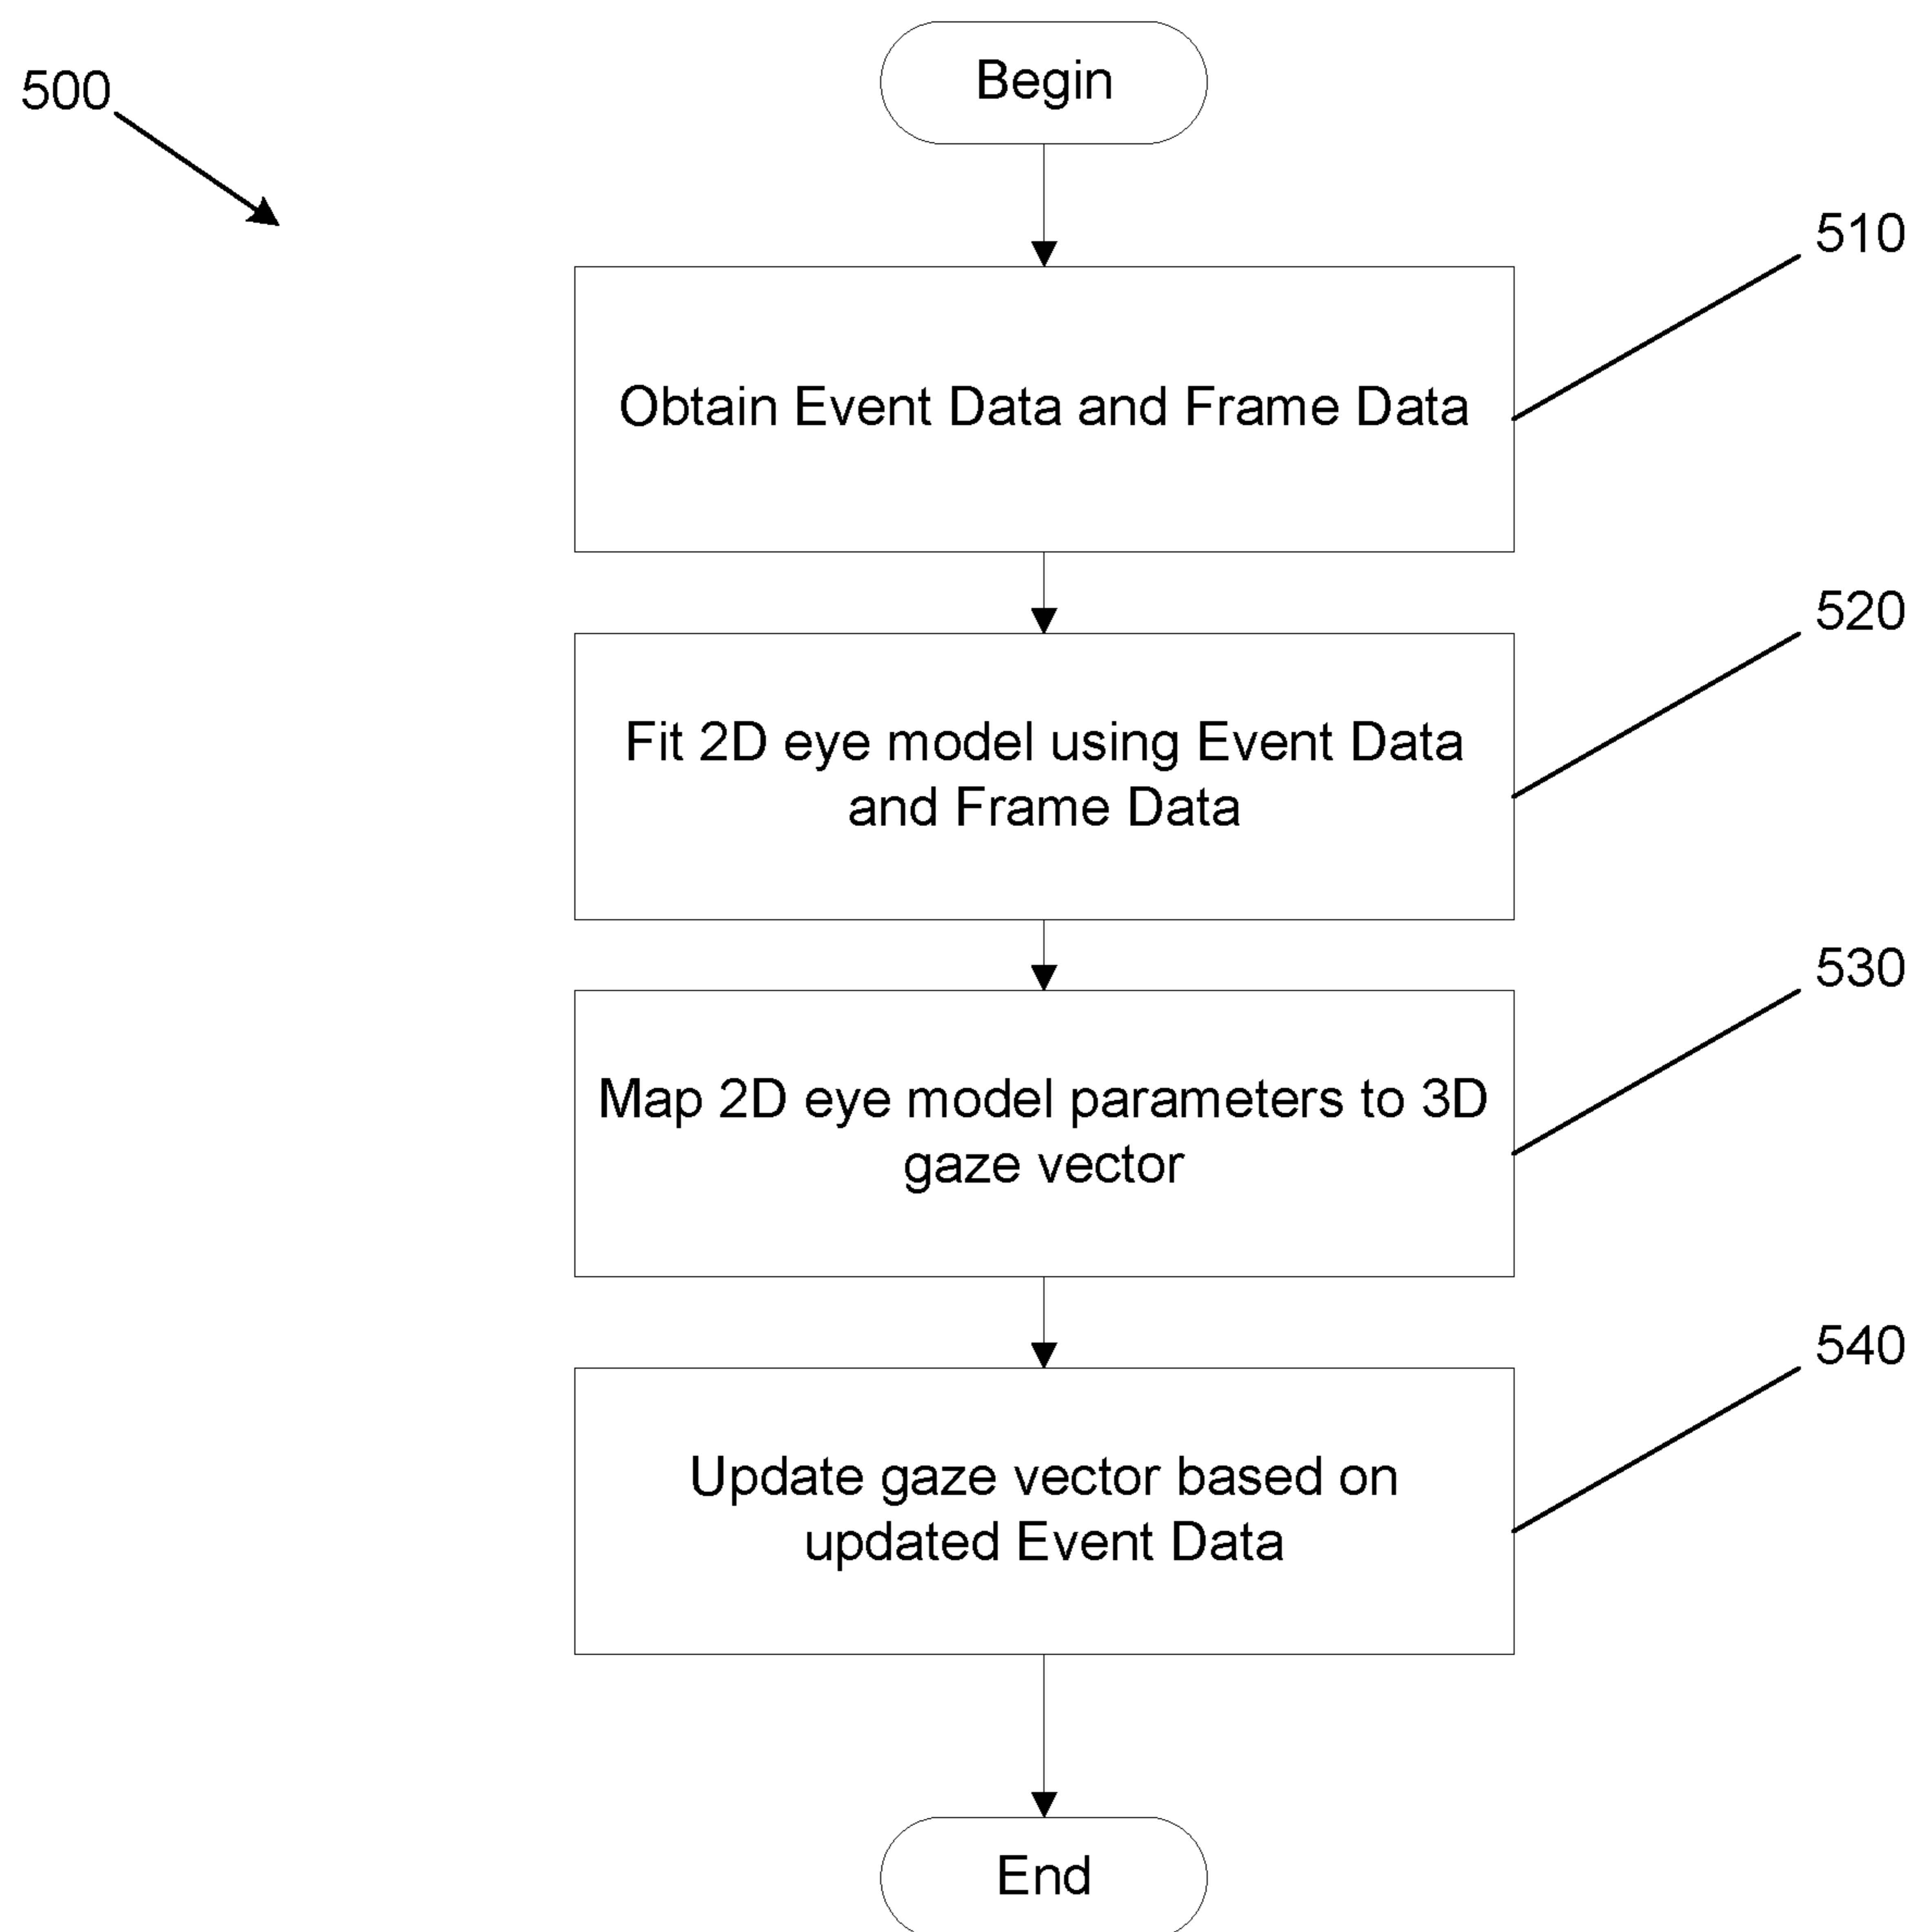 Begin
500
510
Obtain Event Data and Frame Data
520
Fit 2D eye model using Event Data
and Frame Data
530
Map 2D eye model parameters to 3D
gaze vector
540
Update gaze vector based on
updated Event Data
End